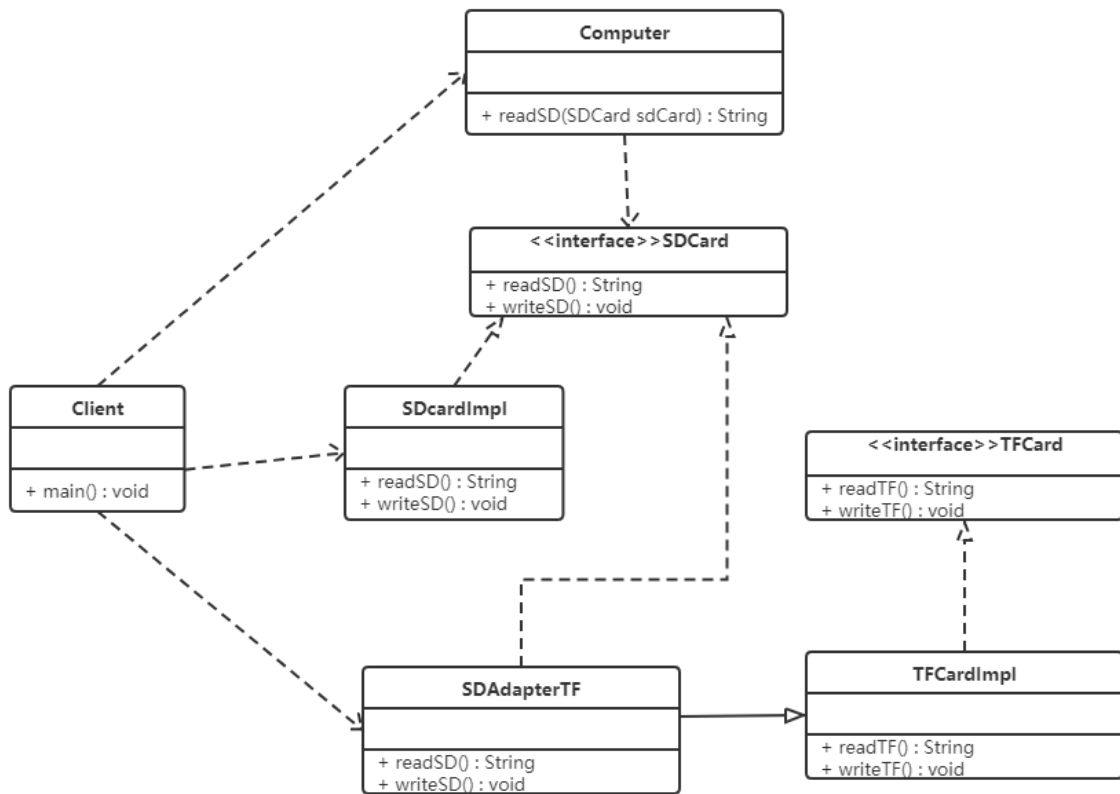 Computer
+ readSD(SDCard sdCard) : String
<<interface>>SDCard
+ readSD() : String
+ writeSD() : void
Client
+ main() : void
SDcardImpl
+ readSD() : String
+ writeSD() : void
<<interface>>TFCard
+ readTF() : String
+ writeTF() : void
SDAdapterTF
+ readSD() : String
+ writeSD() : void
TFCardImpl
+ readTF() : String
+ writeTF() : void